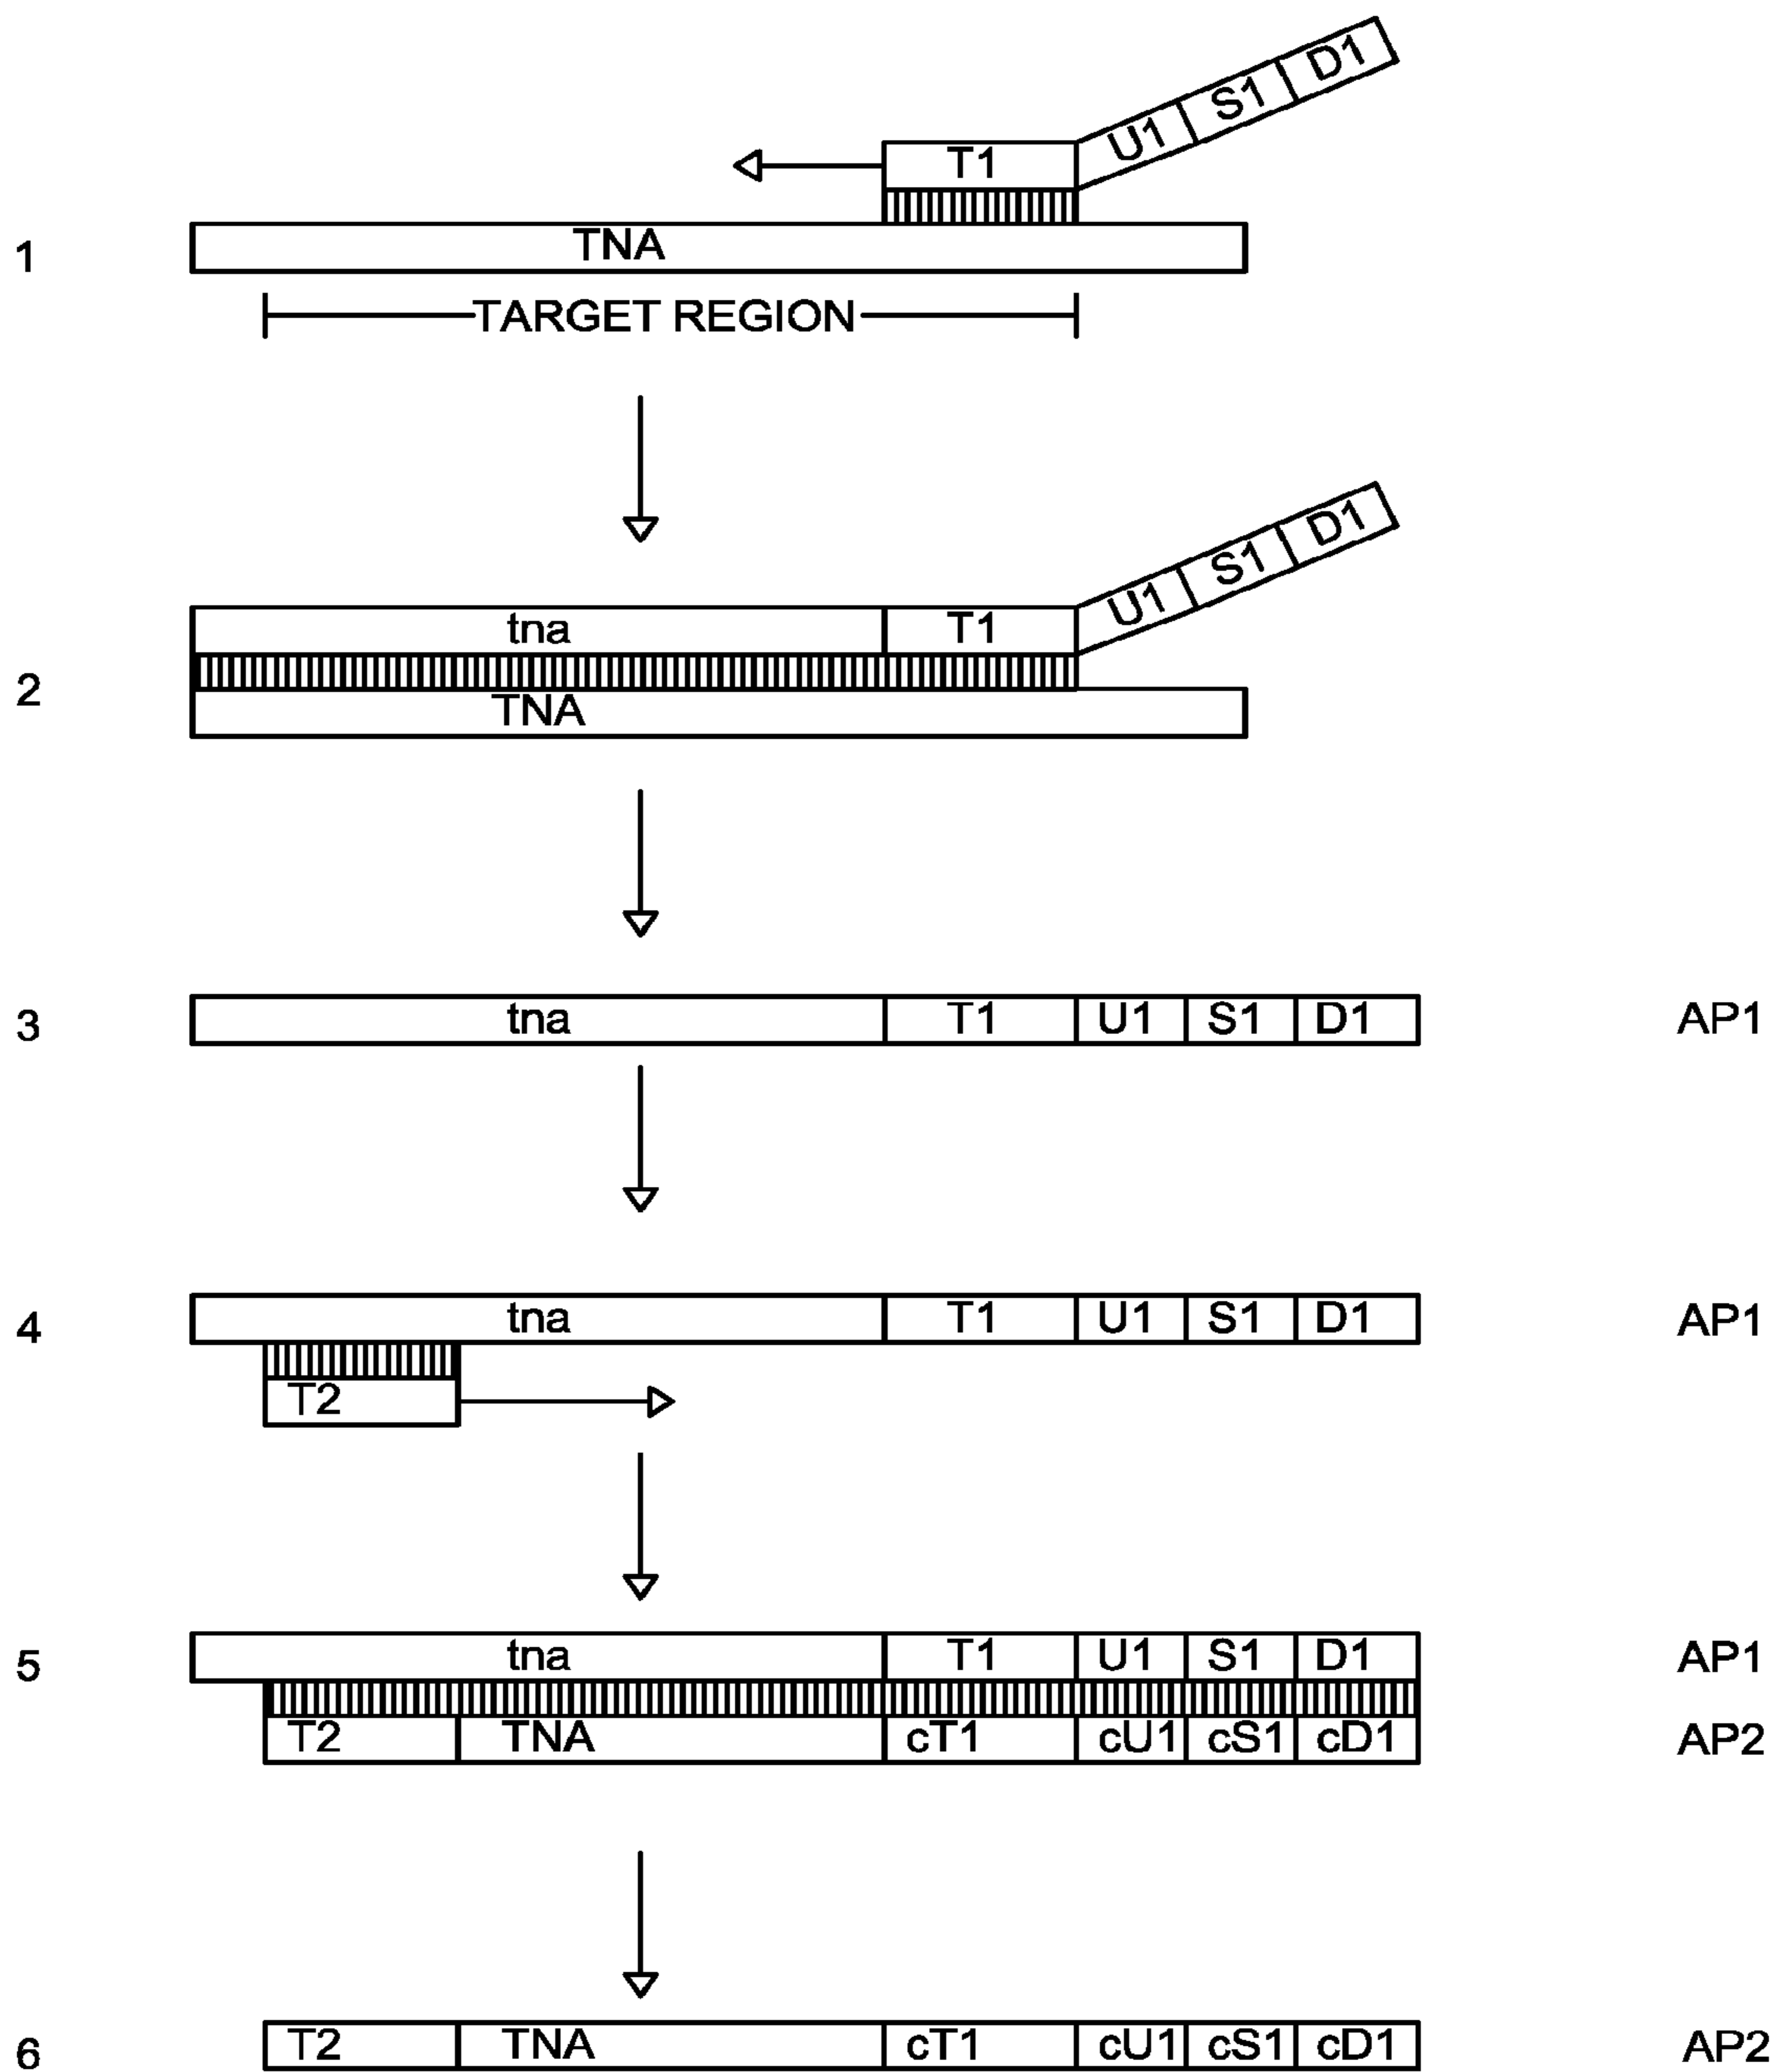 D1
S1
U1
T1
1 TNA
TARGET REGION
D1
S1
U1
tna T1
2
TNA
3 tna T1 U1 S1 D1 AP1
4 tna T1 U1 S1 D1 AP1
T2
5 tna T1 U1 S1 D1 AP1
T2 TNA cT1 cU1 cS1 cD1 AP2
6 T2 TNA cT1 cU1 cS1 cD1 AP2